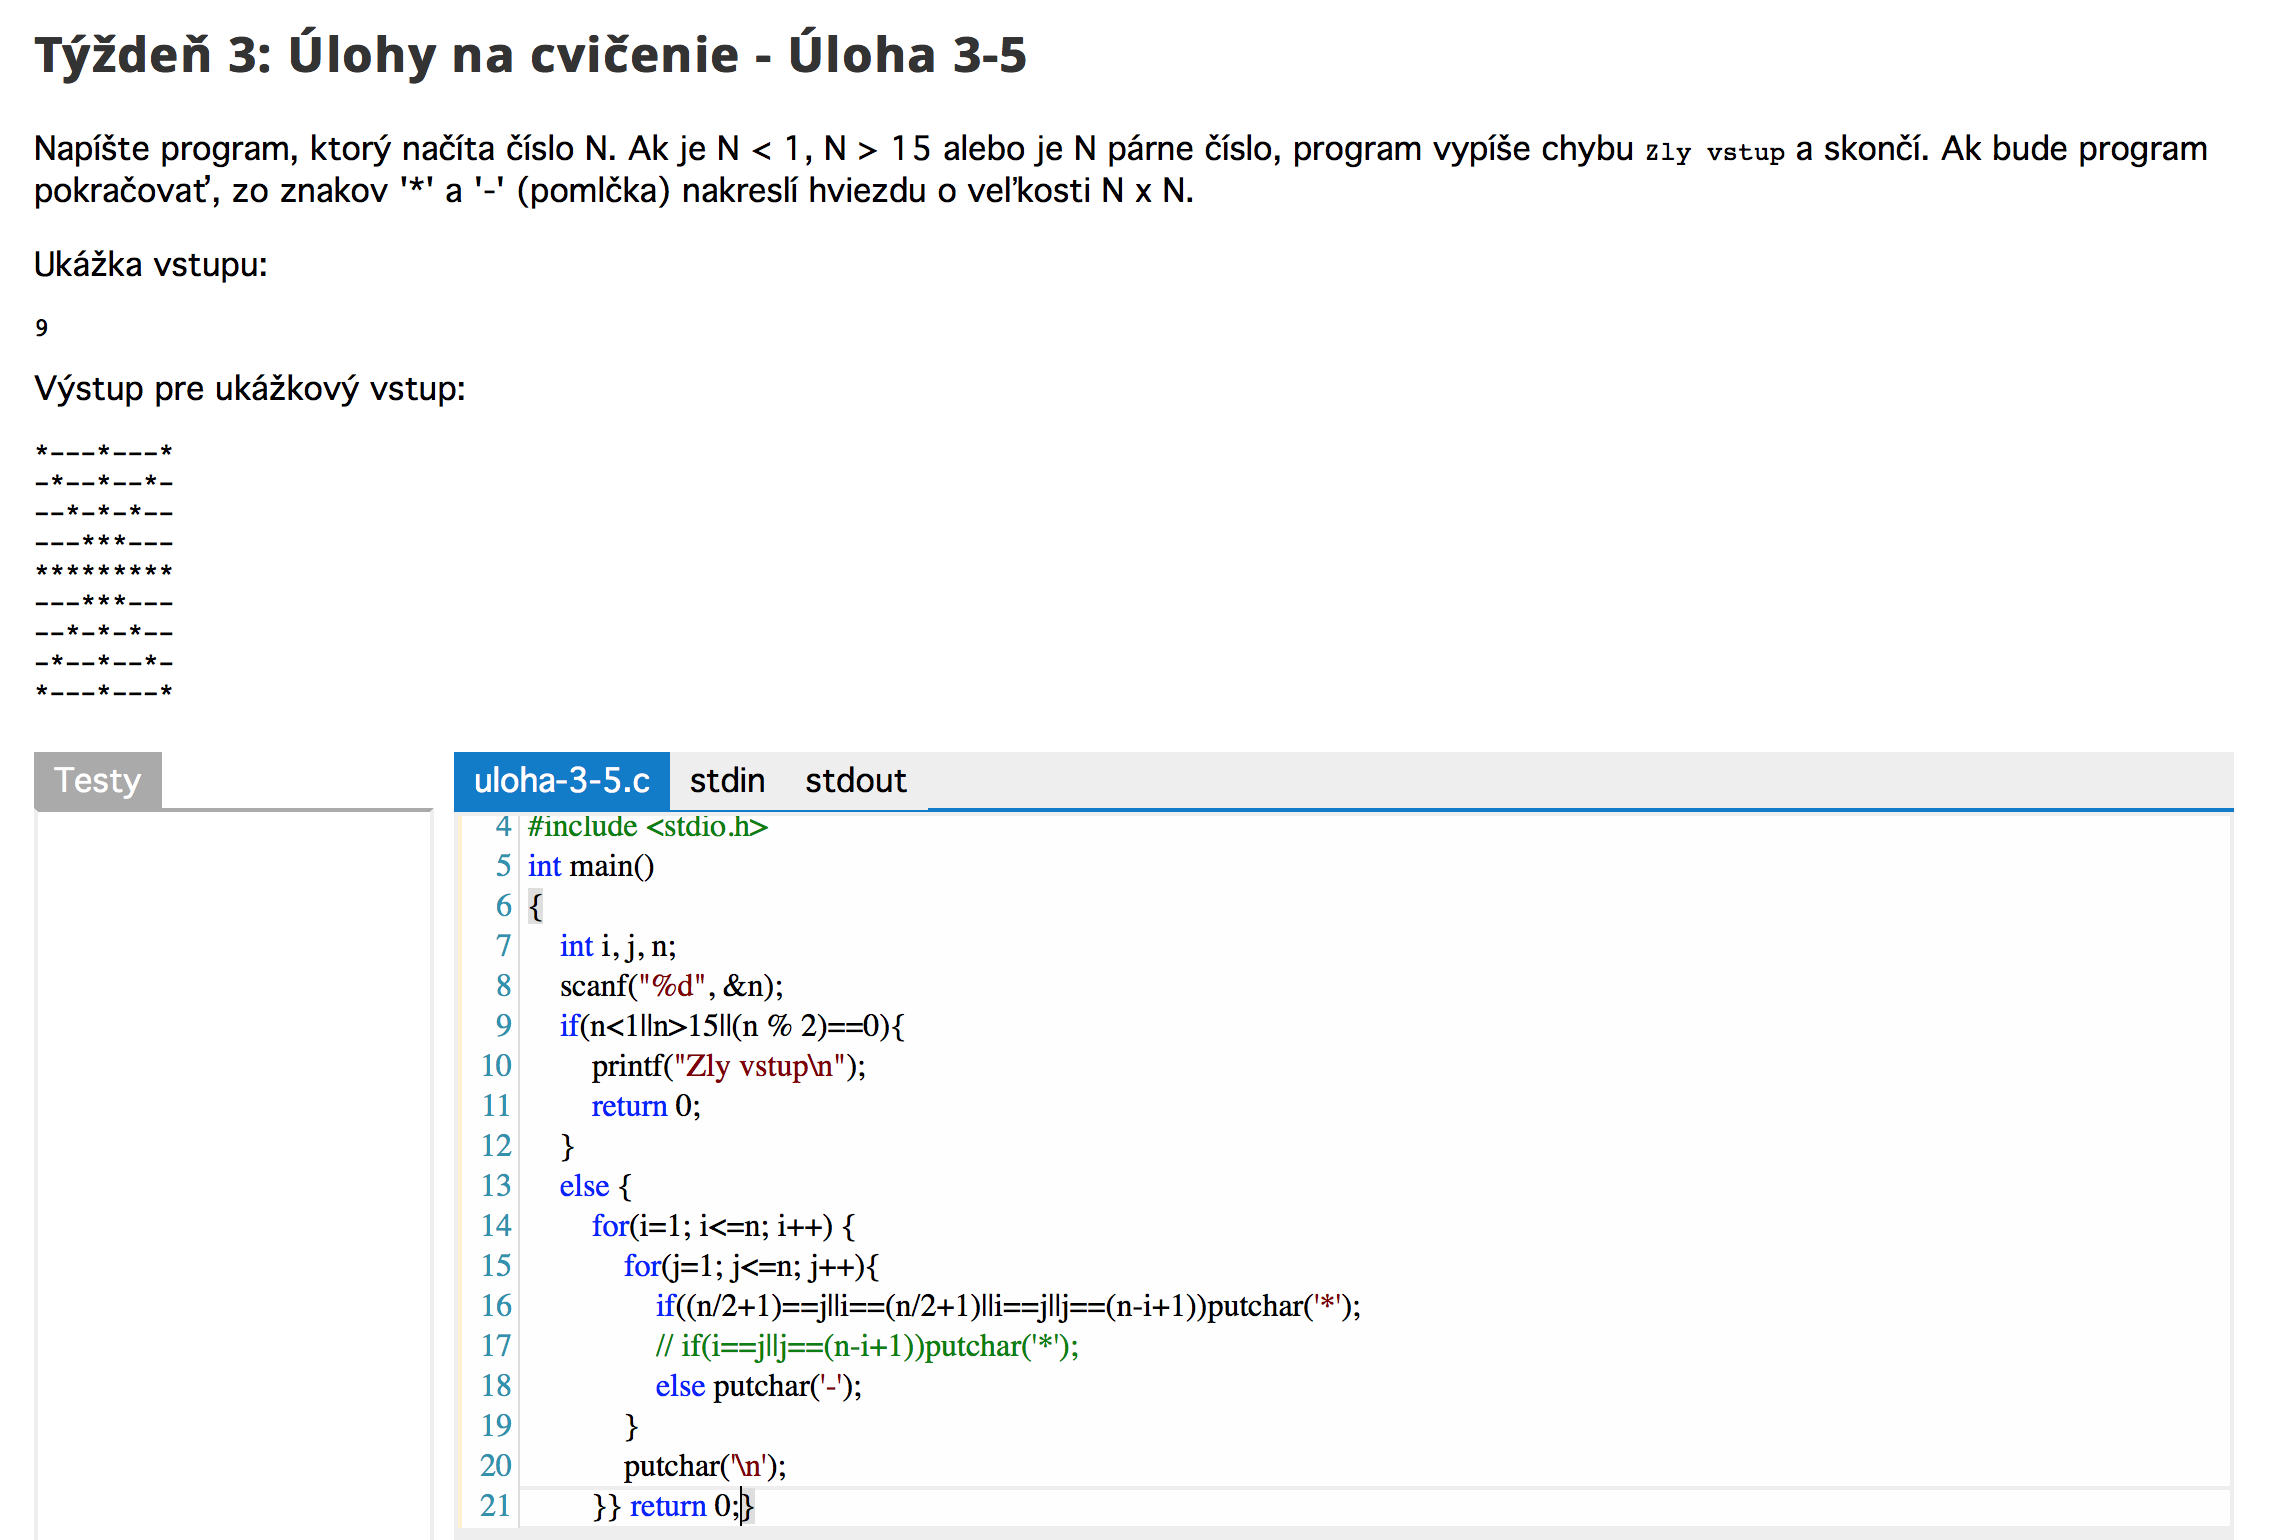 Týždeň 3: Úlohy na cvičenie - Úloha 3-5
Napíšte program, ktorý načíta číslo N. Ak je N < 1, N > 15 alebo je N párne číslo, program vypíše chybu Zly vstup a skončí. Ak bude program
pokračovať, zo znakov '*' a '-' (pomlčka) nakreslí hviezdu o veľkosti N x N.
Ukážka vstupu:
9
Výstup pre ukážkový vstup:
*---*---*
-*--*--*-
--*-*-*--
---***---
*********
---***---
--*-*-*--
-*--*--*-
*---*---*
Testy
uloha-3-5.c stdin stdout
4 #include <stdio.h>
5 int main()
6 {
7 int i, j, n;
8 scanf("%d", &n);
9 if(n<1||n>15||(n % 2)==0){
10 printf("Zly vstup\n");
11 return 0;
12 }
13 else {
14 for(i=1; i<=n; i++) {
15 for(j=1; j<=n; j++){
16 if((n/2+1)==j||i==(n/2+1)||i==j||j==(n-i+1))putchar('*');
17 // if(i==j||j==(n-i+1))putchar('*');
18 else putchar('-');
19 }
20 putchar('\n');
21 }} return 0;}